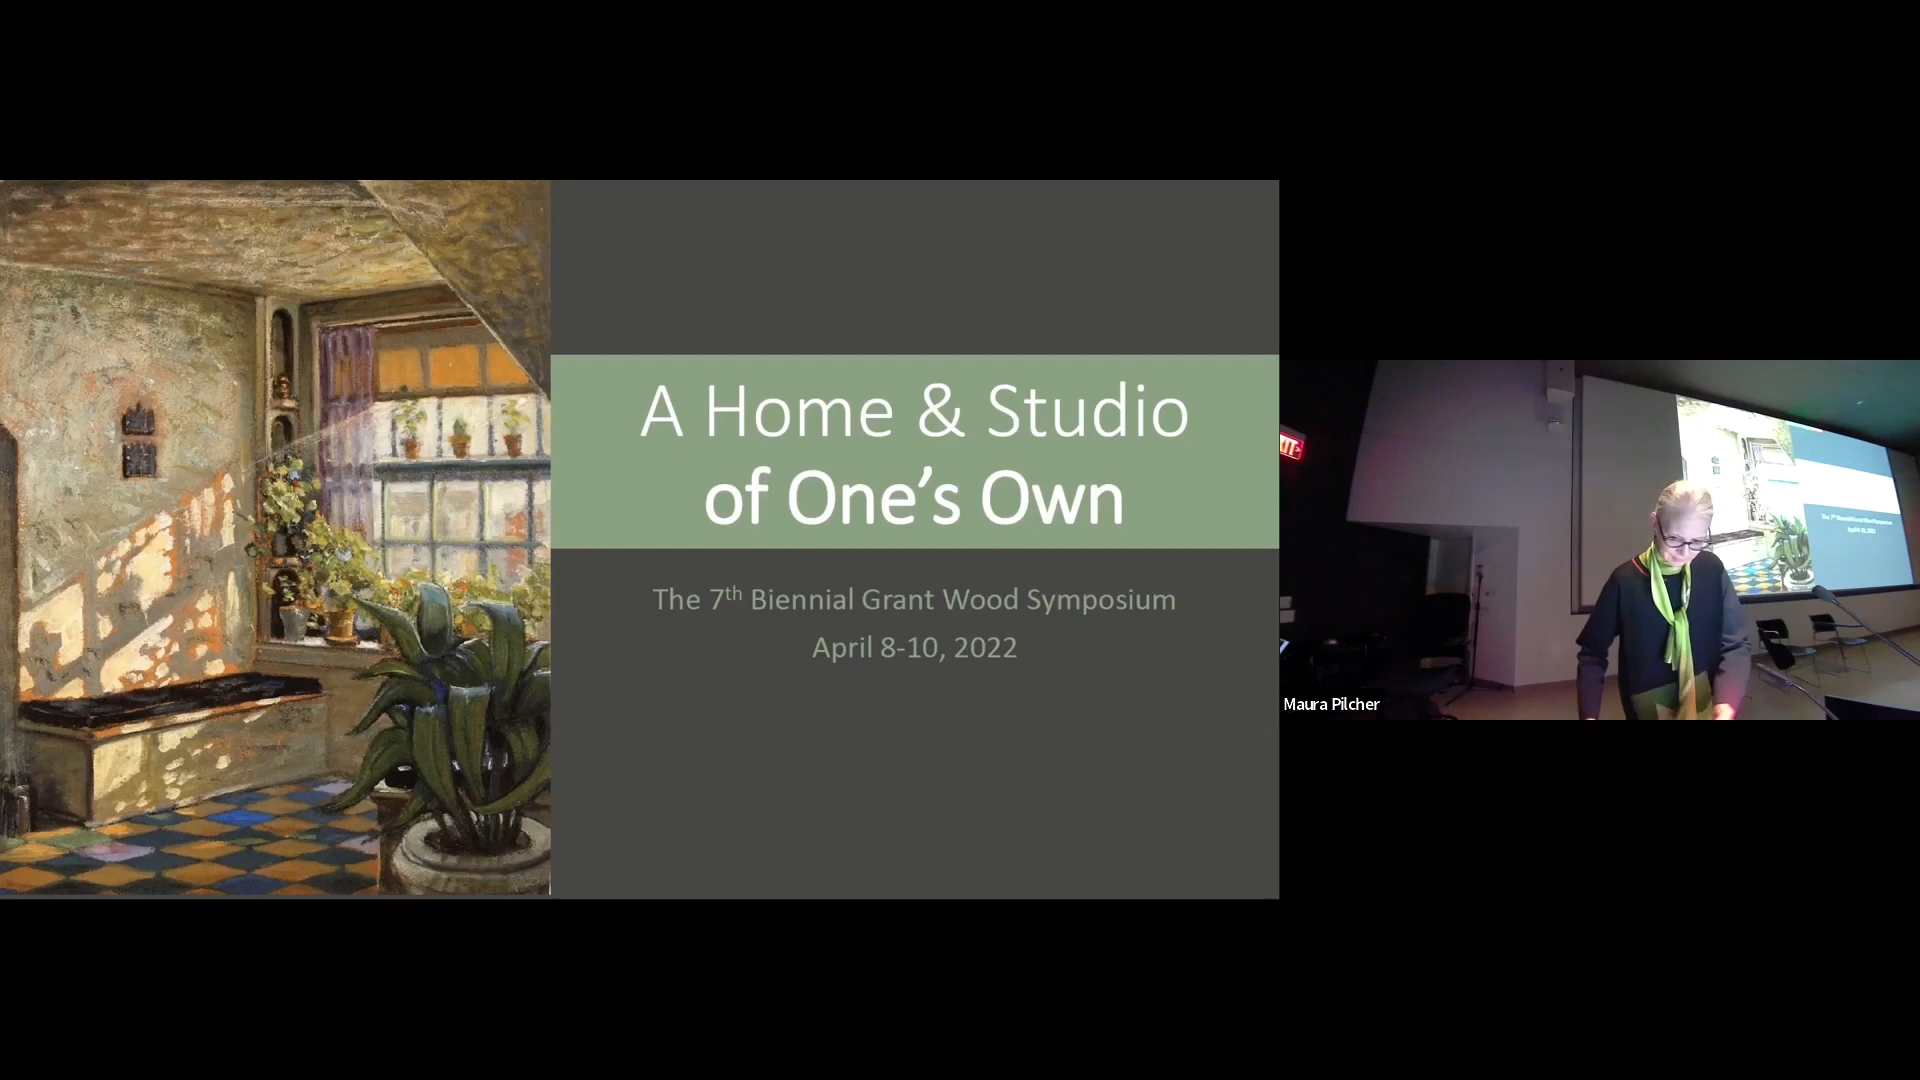 A Home & Studio
of One’s Own
The 7th Biennial Grant Wood Symposium
April 8-10, 2022
Maura Pilcher